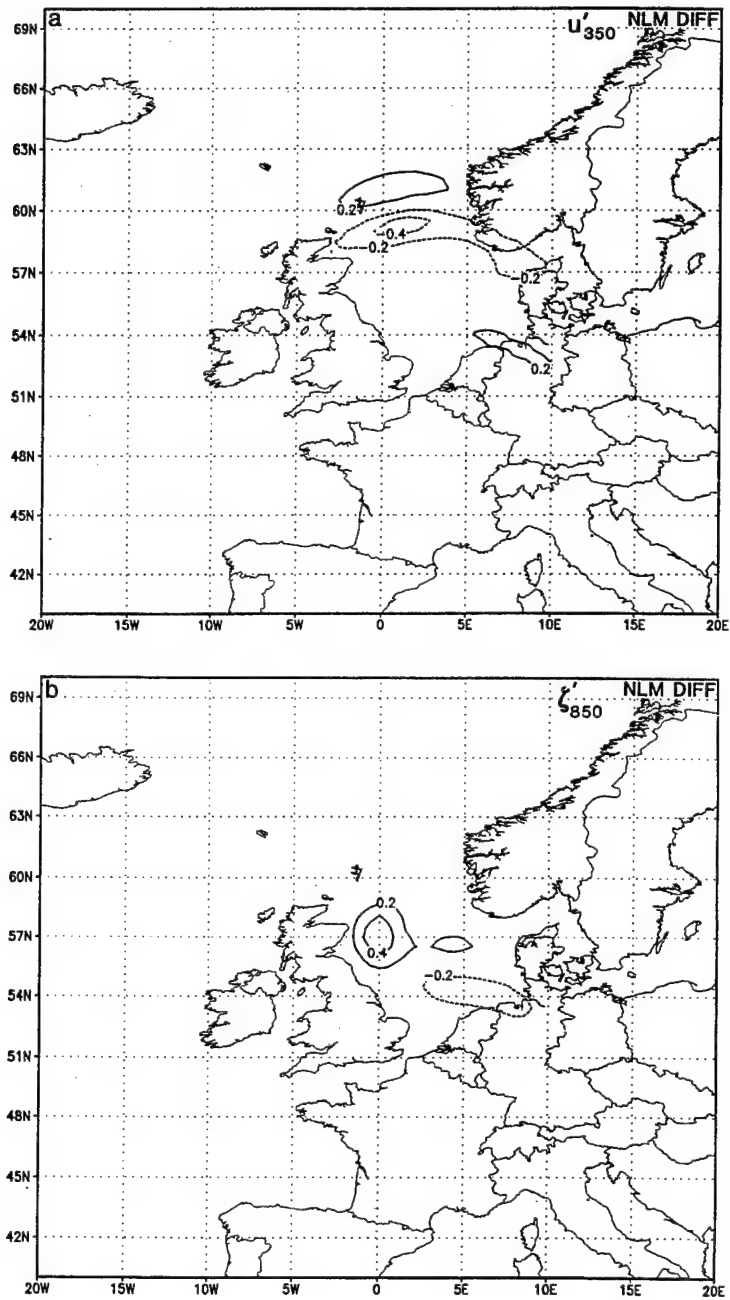 a
u′350 NLM DIFF
69N
66N
63N
60N
57N
54N
51N
48N
45N
42N
0.2
-0.4
-0.2
-0.2
0.2
20W 15W 10W 5W 0 5E 10E 15E 20E
b
ζ′850 NLM DIFF
69N
66N
63N
60N
57N
54N
51N
48N
45N
42N
0.2
0.4
-0.2
20W 15W 10W 5W 0 5E 10E 15E 20E